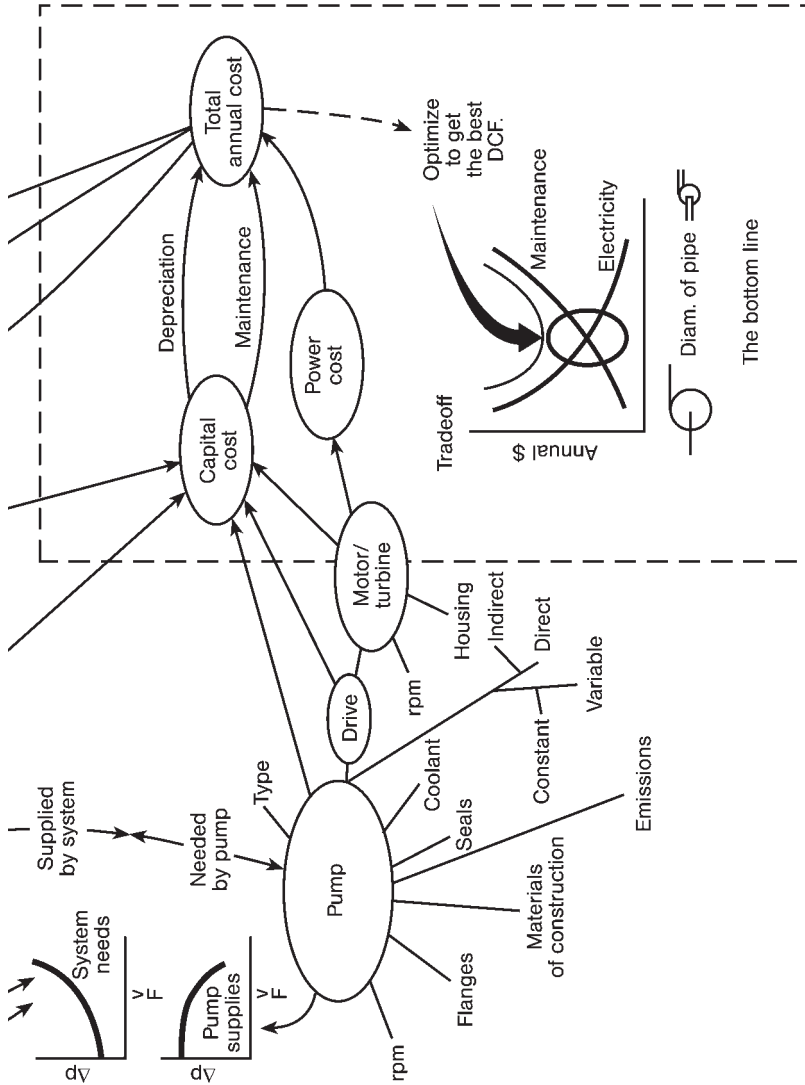 Total
annual cost
Depreciation
Maintenance
Capital
cost
Power
cost
Optimize
to get
the best
DCF.
Tradeoff
Maintenance
Electricity
Annual $
Diam. of pipe
The bottom line
Motor/
turbine
Housing
rpm
Drive
Indirect
Direct
Constant
Variable
Supplied
by system
Needed
by pump
Type
Pump
Coolant
Seals
Emissions
Materials
of construction
Flanges
rpm
System
needs
Δp
F
v
Pump
supplies
Δp
F
v